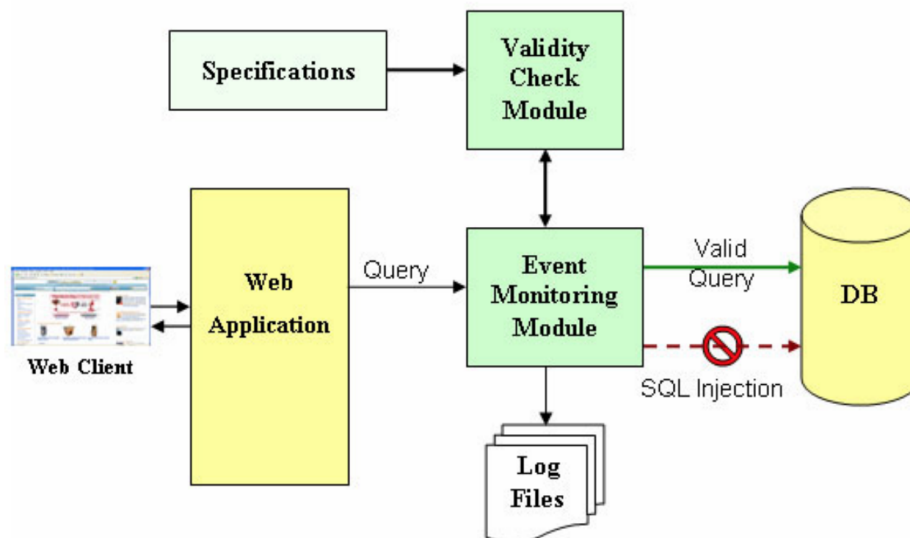 Specifications
Validity
Check
Module
Web
Application
Query
Event
Monitoring
Module
Valid
Query
DB
Web Client
SQL Injection
Log
Files